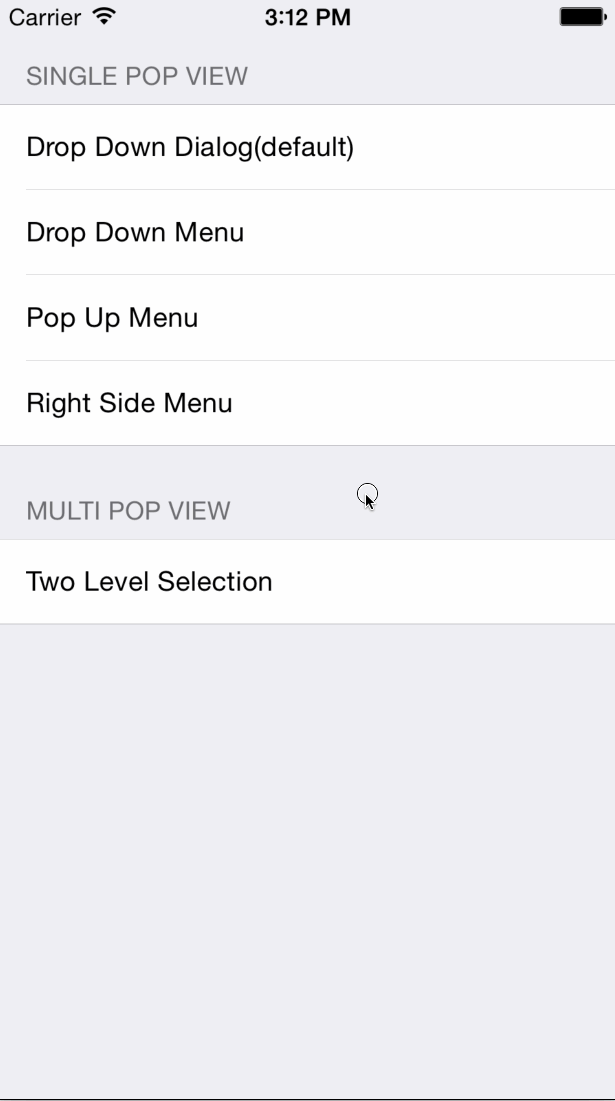 Carrier 3:12 PM
SINGLE POP VIEW
Drop Down Dialog(default)
Drop Down Menu
Pop Up Menu
Right Side Menu
MULTI POP VIEW
Two Level Selection